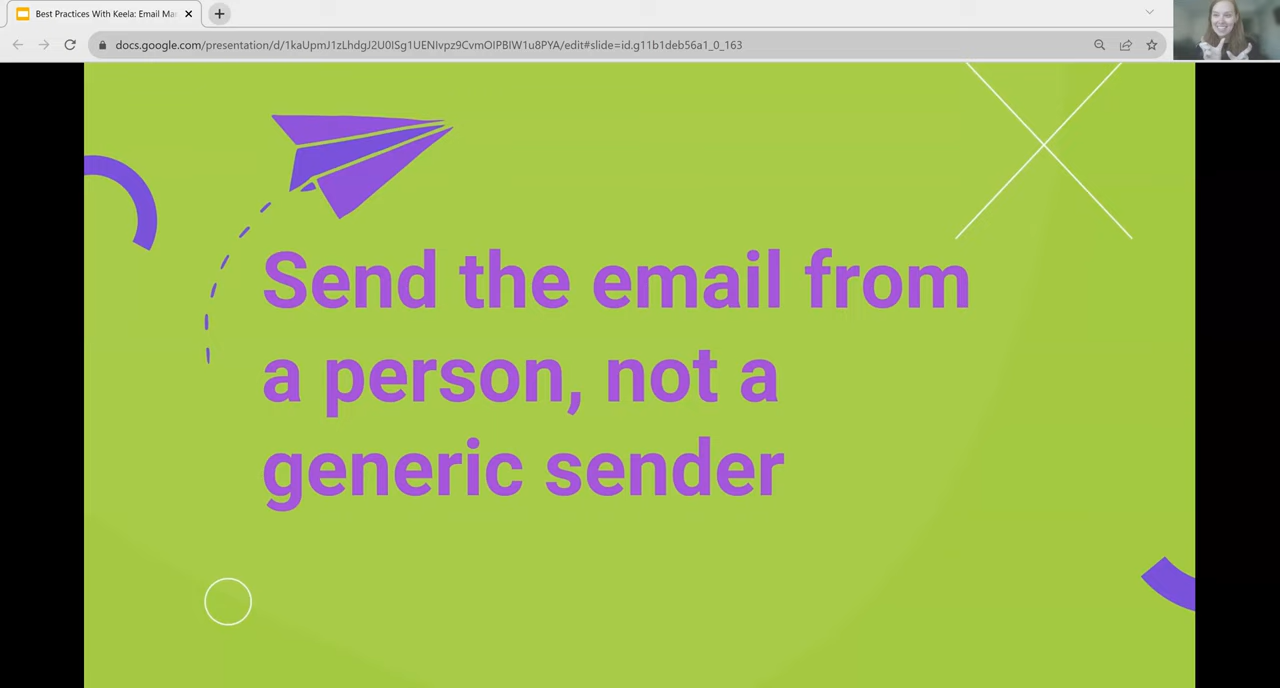 Best Practices With Keela: Email Ma
docs.google.com/presentation/d/1kaUpmJ1zLhdgJ2U0ISg1UENIvpz9CvmOIPBIW1u8PYA/edit#slide=id.g11b1deb56a1_0_163
Send the email from
a person, not a
generic sender